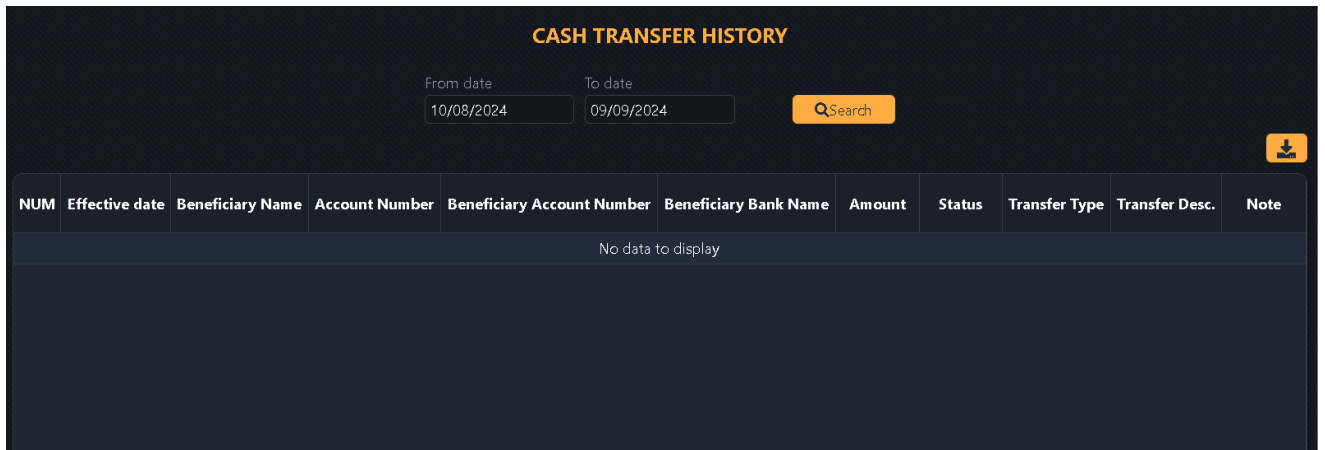 CASH TRANSFER HISTORY
From date To date
10/08/2024 09/09/2024 Search
NUM Effective date Beneficiary Name Account Number Beneficiary Account Number Beneficiary Bank Name Amount Status Transfer Type Transfer Desc. Note
No data to display